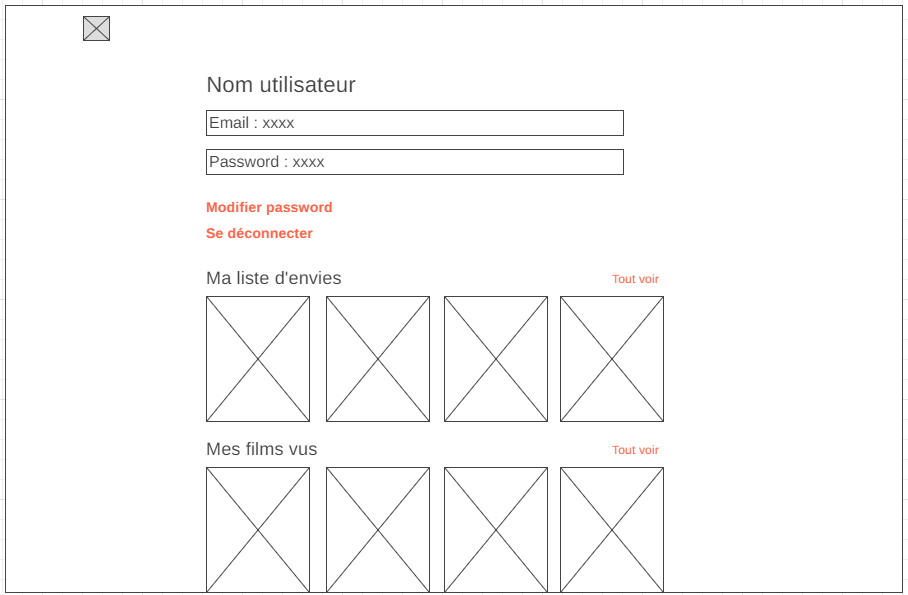 Nom utilisateur
Email : xxxx
Password : xxxx
Modifier password
Se déconnecter
Ma liste d'envies
Tout voir
Mes films vus
Tout voir